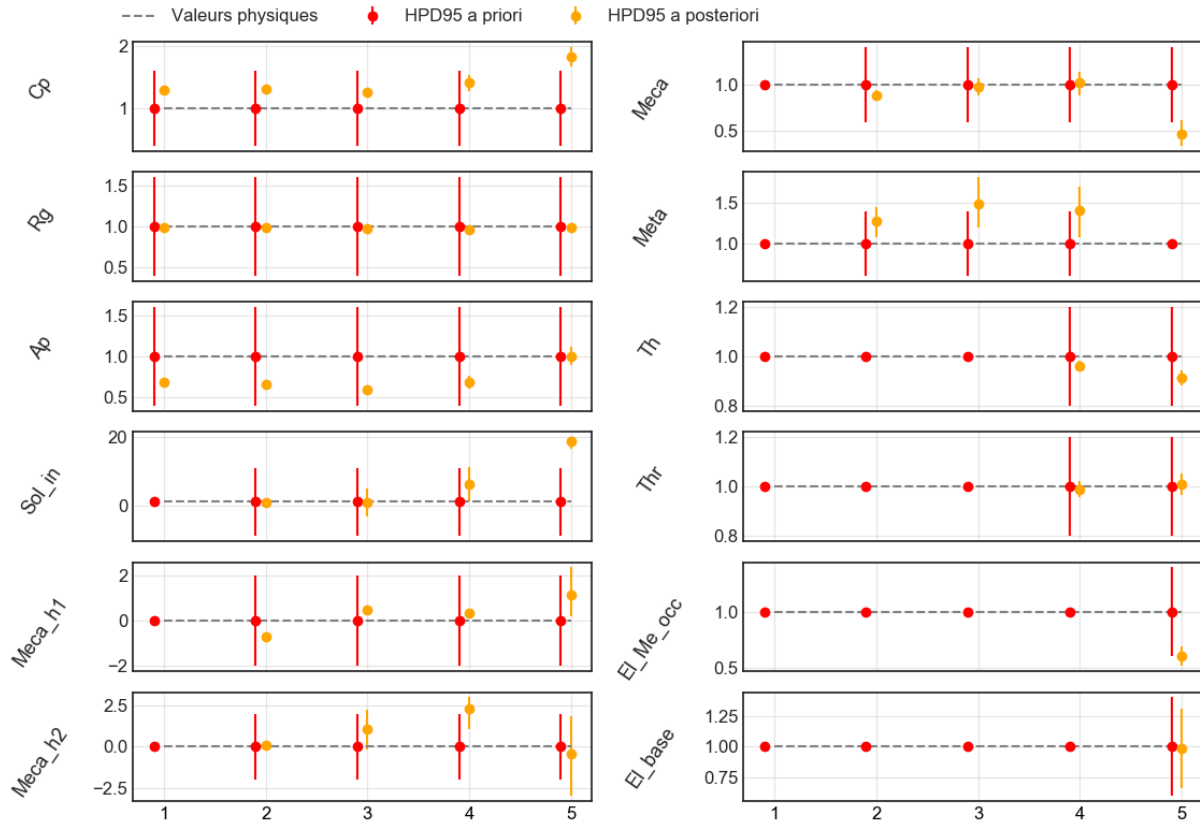 Valeurs physiques HPD95 a priori HPD95 a posteriori
Cp
2
1
Meca
1.0
0.5
Rg
1.5
1.0
0.5
Meta
1.5
1.0
Ap
1.5
1.0
0.5
Th
1.2
1.0
0.8
Sol_in
20
0
Thr
1.2
1.0
0.8
Meca_h1
2
0
−2
El_Me_occ
1.0
0.5
Meca_h2
2.5
0.0
−2.5
El_base
1.25
1.00
0.75
1 2 3 4 5
1 2 3 4 5